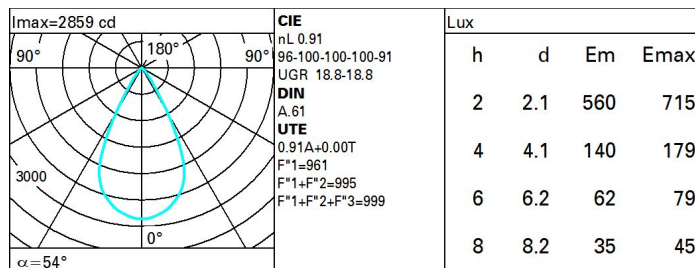 Imax=2859 cd
90° 180° 90°
3000
0°
α=54°
CIE
nL 0.91
96-100-100-100-91
UGR 18.8-18.8
DIN
A.61
UTE
0.91A+0.00T
F"1=961
F"1+F"2=995
F"1+F"2+F"3=999
Lux
h d Em Emax
2 2.1 560 715
4 4.1 140 179
6 6.2 62 79
8 8.2 35 45